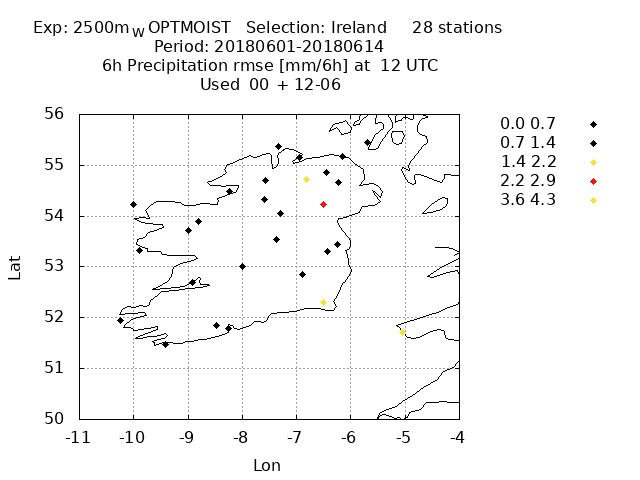 Exp: 2500m_W OPTMOIST Selection: Ireland 28 stations
Period: 20180601-20180614
6h Precipitation rmse [mm/6h] at 12 UTC
Used 00 + 12-06
56
55
54
53
52
51
50
-11 -10 -9 -8 -7 -6 -5 -4
Lat
Lon
0.0 0.7
0.7 1.4
1.4 2.2
2.2 2.9
3.6 4.3